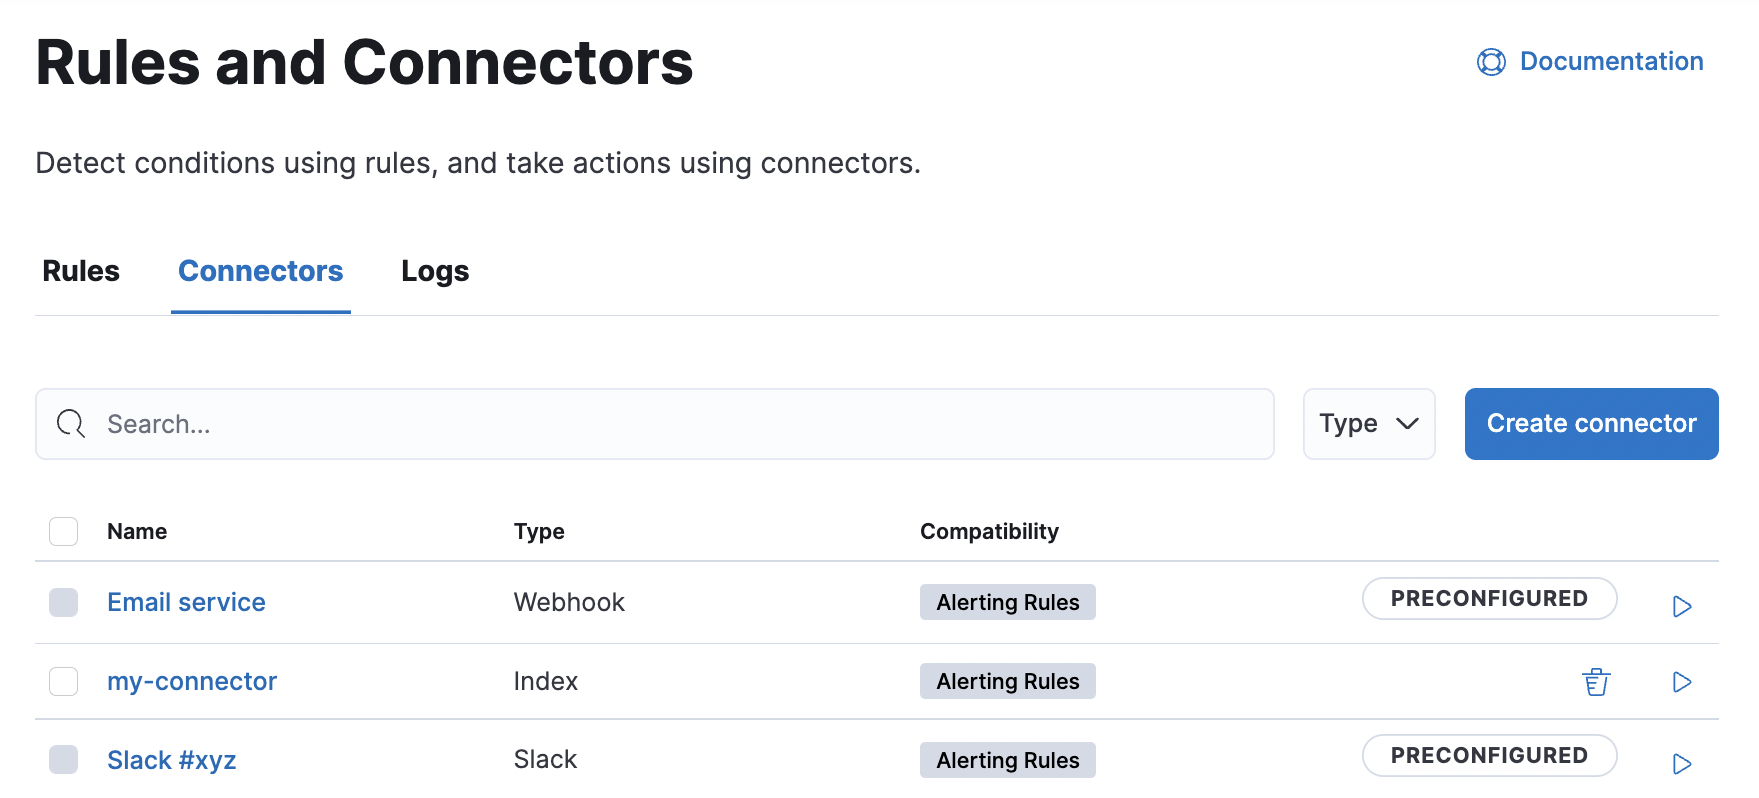 Rules and Connectors
Documentation
Detect conditions using rules, and take actions using connectors.
Rules Connectors Logs
Search... Type Create connector
Name Type Compatibility
Email service Webhook Alerting Rules PRECONFIGURED
my-connector Index Alerting Rules
Slack #xyz Slack Alerting Rules PRECONFIGURED